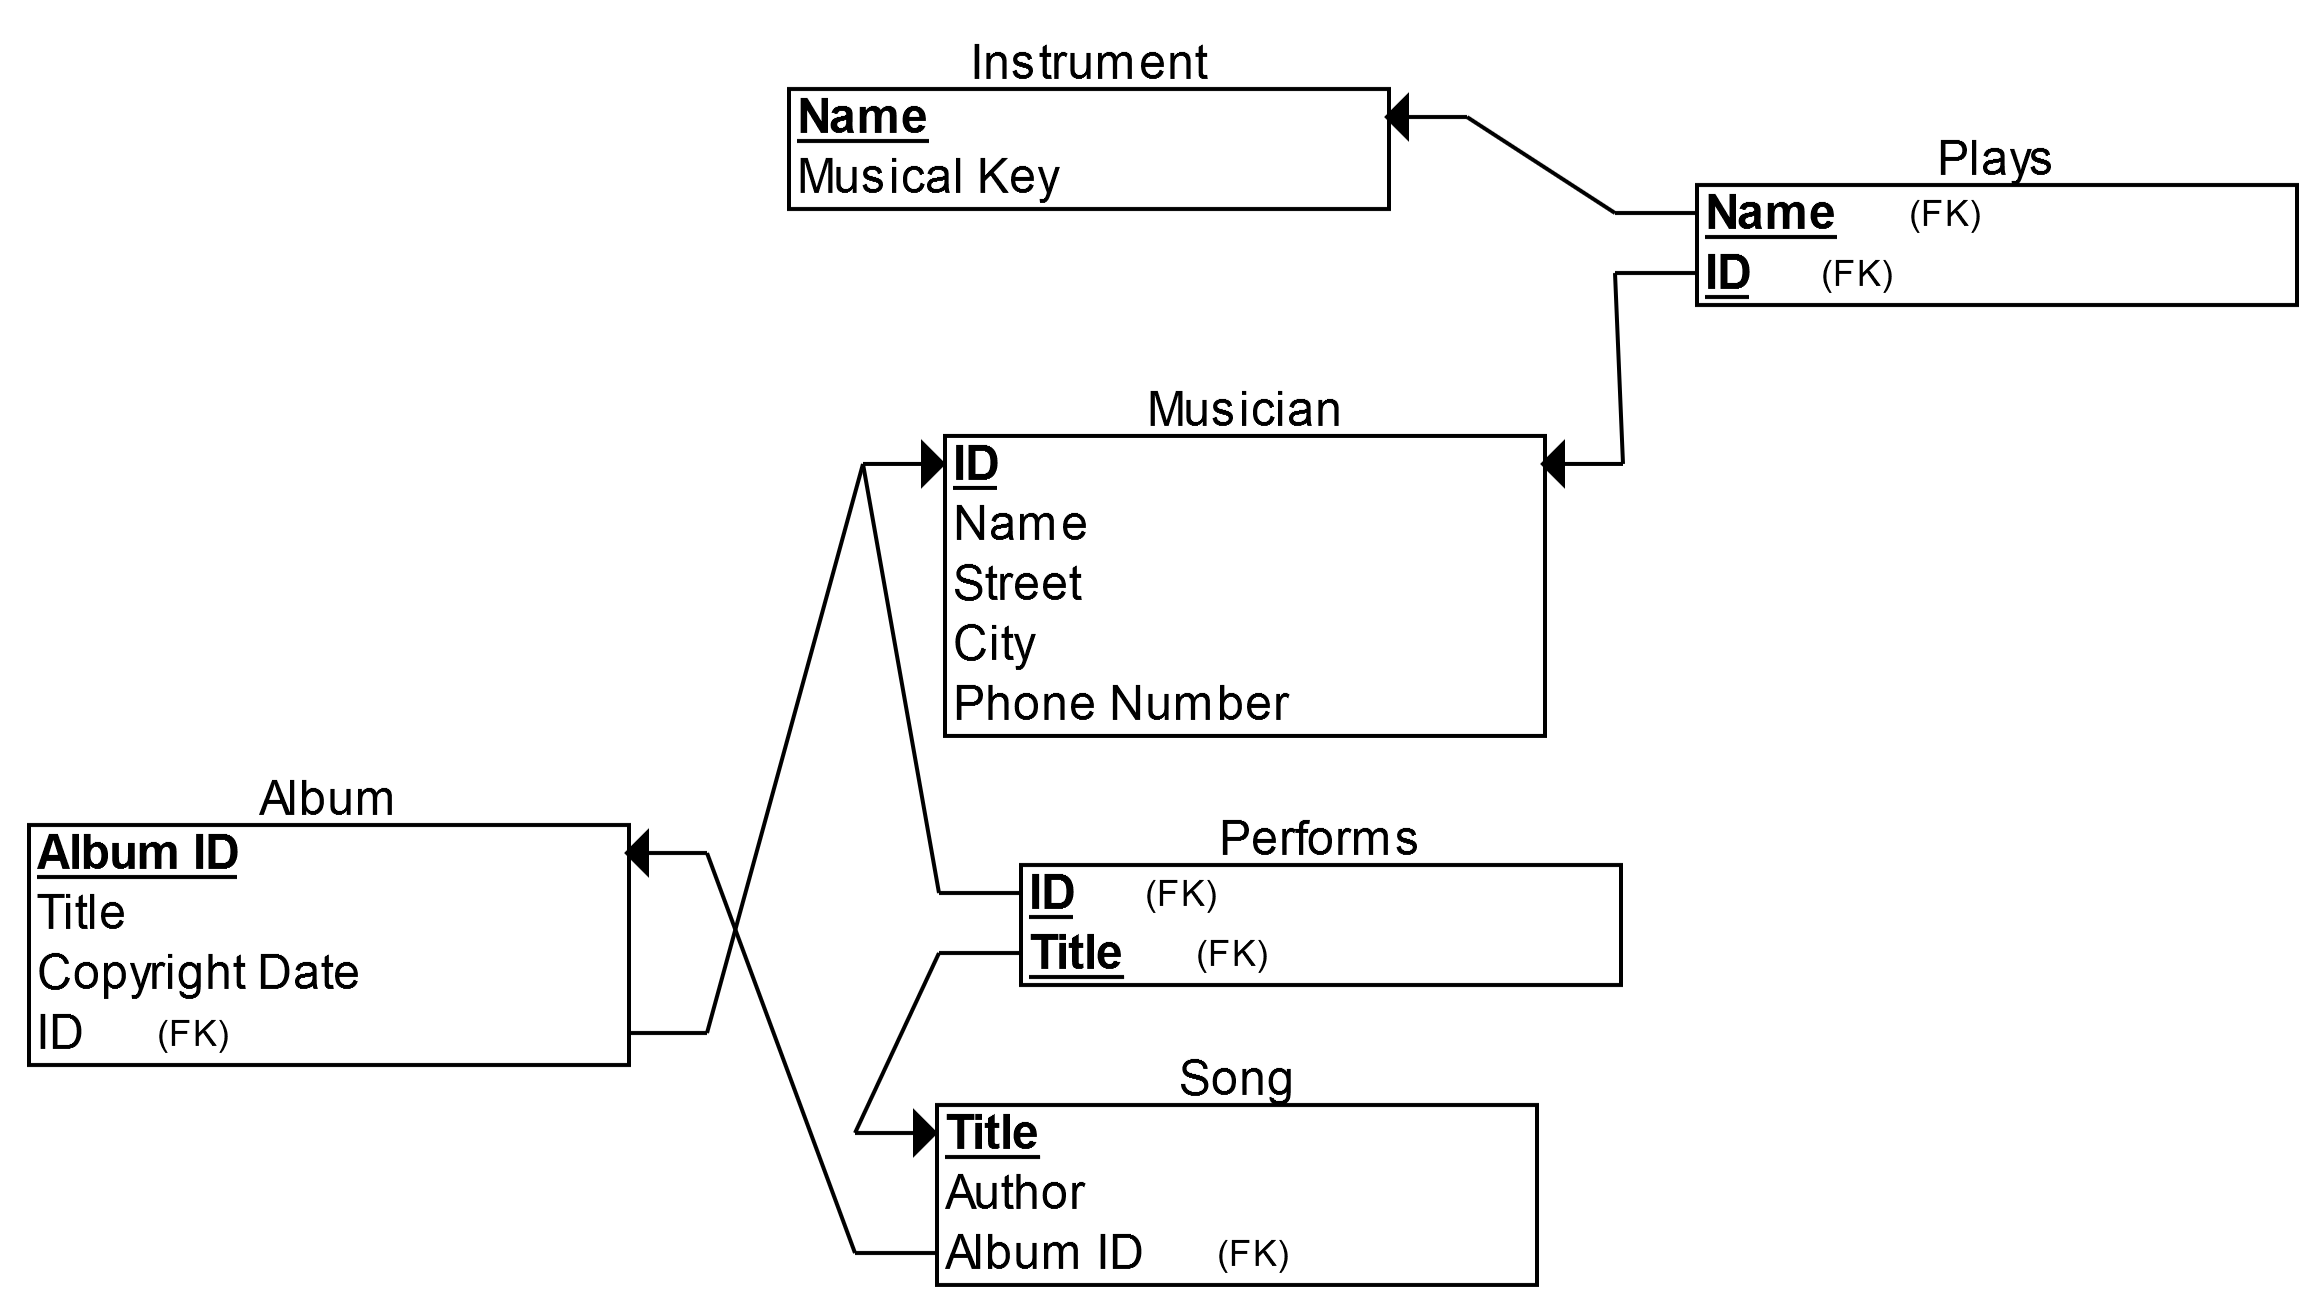 Instrument
Name
Musical Key
Plays
Name (FK)
ID (FK)
Musician
ID
Name
Street
City
Phone Number
Album
Album ID
Title
Copyright Date
ID (FK)
Performs
ID (FK)
Title (FK)
Song
Title
Author
Album ID (FK)